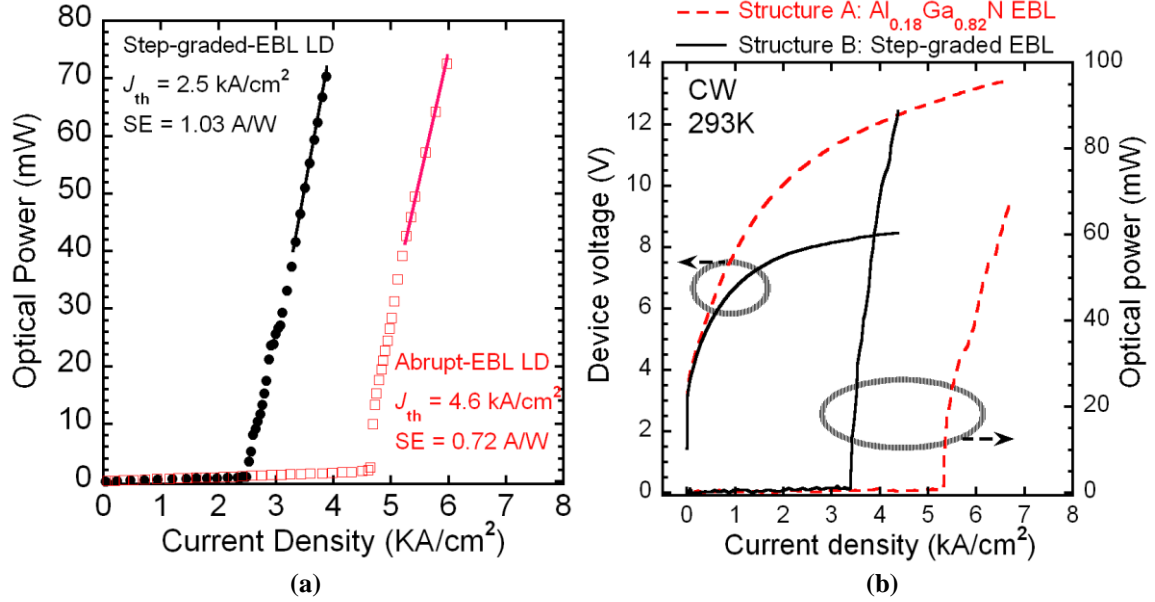 Step-graded-EBL LD
J_th = 2.5 kA/cm²
SE = 1.03 A/W
Abrupt-EBL LD
J_th = 4.6 kA/cm²
SE = 0.72 A/W
Optical Power (mW)
80
70
60
50
40
30
20
10
0
0 1 2 3 4 5 6 7 8
Current Density (KA/cm²)
(a)
Structure A: Al_0.18Ga_0.82N EBL
Structure B: Step-graded EBL
CW
293K
Device voltage (V)
14
12
10
8
6
4
2
0
100
80
60
40
20
0
Optical power (mW)
0 1 2 3 4 5 6 7 8
Current density (kA/cm²)
(b)